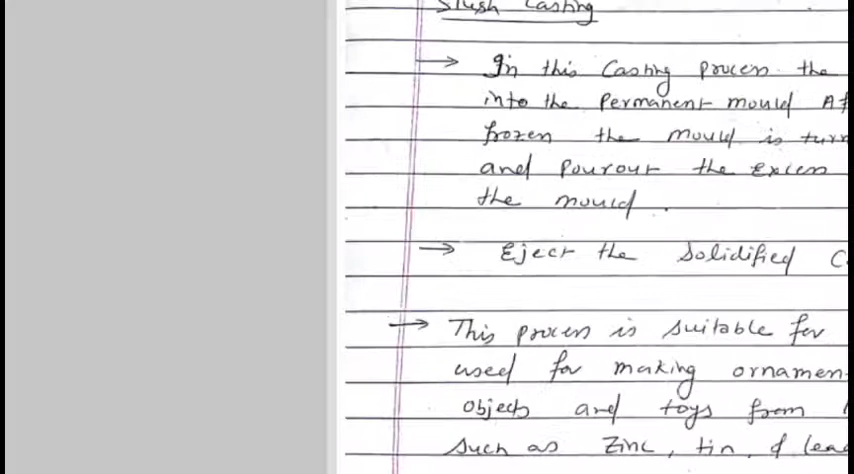 Slush Casting
→ In this Casting process the
into the Permanent mould
frozen the mould is turn
and pourout the Excess
the mould.
→ Eject the Solidified C
→ This process is suitable for
used for making ornamen
objects and toys from
such as Zinc, tin, & lead